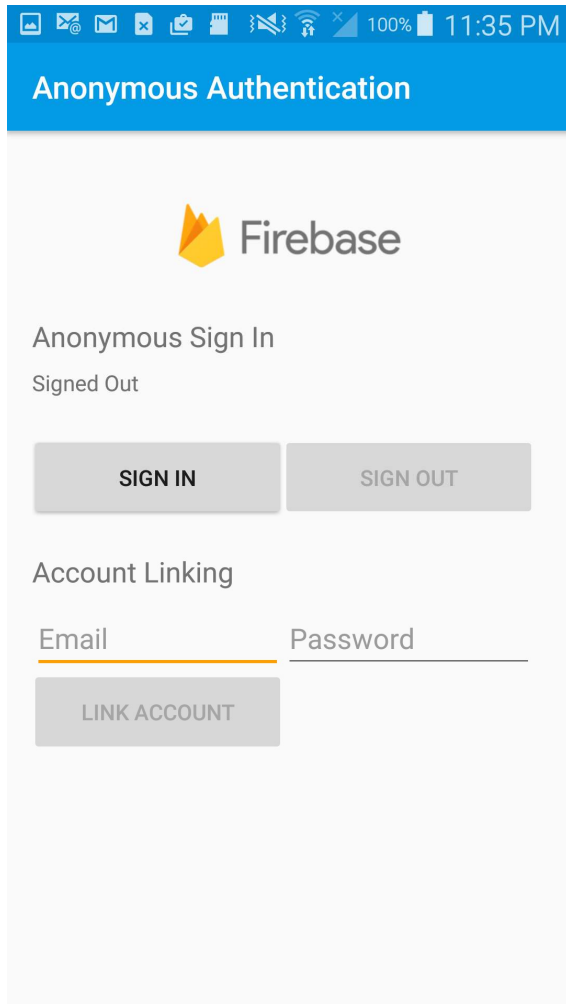 100% 11:35 PM
Anonymous Authentication
Firebase
Anonymous Sign In
Signed Out
SIGN IN SIGN OUT
Account Linking
Email Password
LINK ACCOUNT